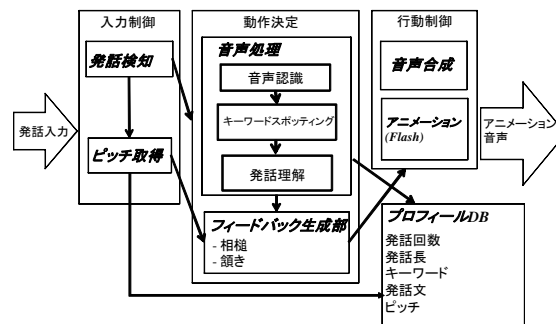 入力制御
動作決定
行動制御
発話入力
発話検知
ピッチ取得
音声処理
音声認識
キーワードスポッティング
発話理解
フィードバック生成部
- 相槌
- 頷き
音声合成
アニメーション
(Flash)
アニメーション
音声
プロフィールDB
発話回数
発話長
キーワード
発話文
ピッチ